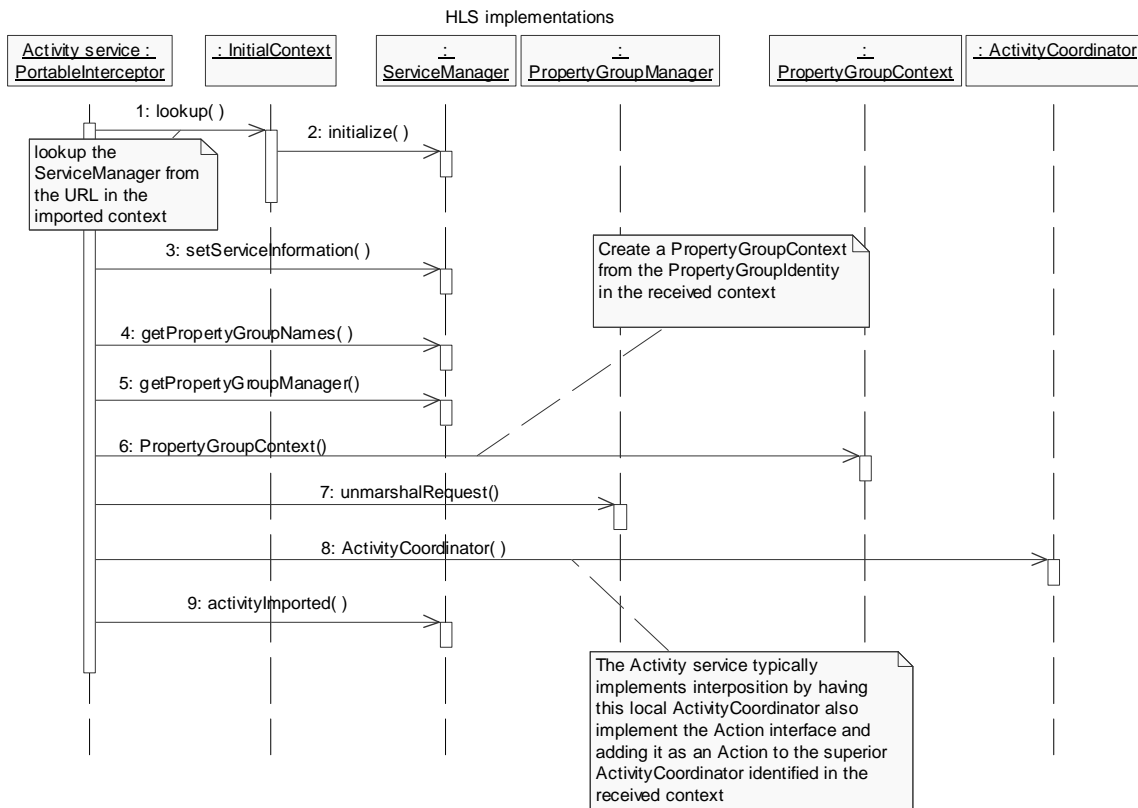 HLS implementations
Activity service :
PortableInterceptor
: InitialContext
:
ServiceManager
:
PropertyGroupManager
:
PropertyGroupContext
: ActivityCoordinator
1: lookup( )
2: initialize( )
lookup the
ServiceManager from
the URL in the
imported context
3: setServiceInformation( )
Create a PropertyGroupContext
from the PropertyGroupIdentity
in the received context
4: getPropertyGroupNames( )
5: getPropertyGroupManager()
6: PropertyGroupContext()
7: unmarshalRequest()
8: ActivityCoordinator( )
9: activityImported( )
The Activity service typically
implements interposition by having
this local ActivityCoordinator also
implement the Action interface and
adding it as an Action to the superior
ActivityCoordinator identified in the
received context